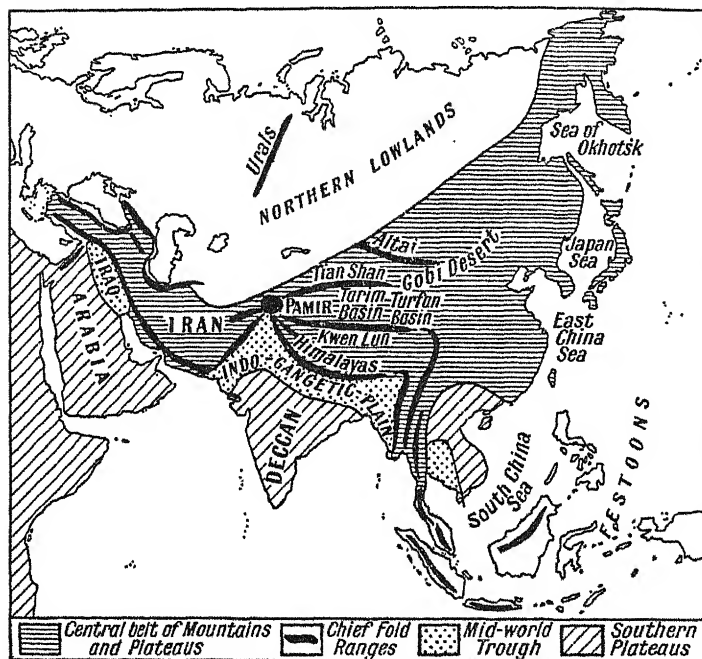 Sea of
Okhotsk
Urals
NORTHERN LOWLANDS
Altai
Japan
Sea
Tian Shan
Gobi Desert
IRAQ
IRAN
PAMIR
Tarim
Basin
Turfan
Basin
East
China
Sea
ARABIA
Kwen Lun
Himalayas
INDO-GANGETIC-PLAIN
DECCAN
South China
Sea
FESTOONS
Central belt of Mountains
and Plateaus
Chief Fold
Ranges
Mid-world
Trough
Southern
Plateaus